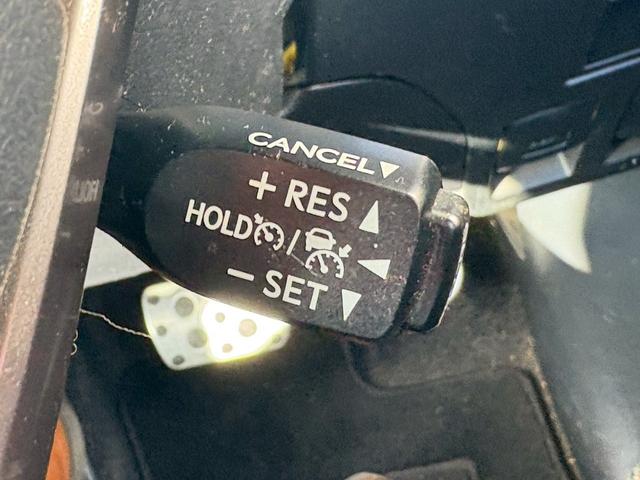 CANCEL▼
+ RES ▲
HOLD /
− SET ▼